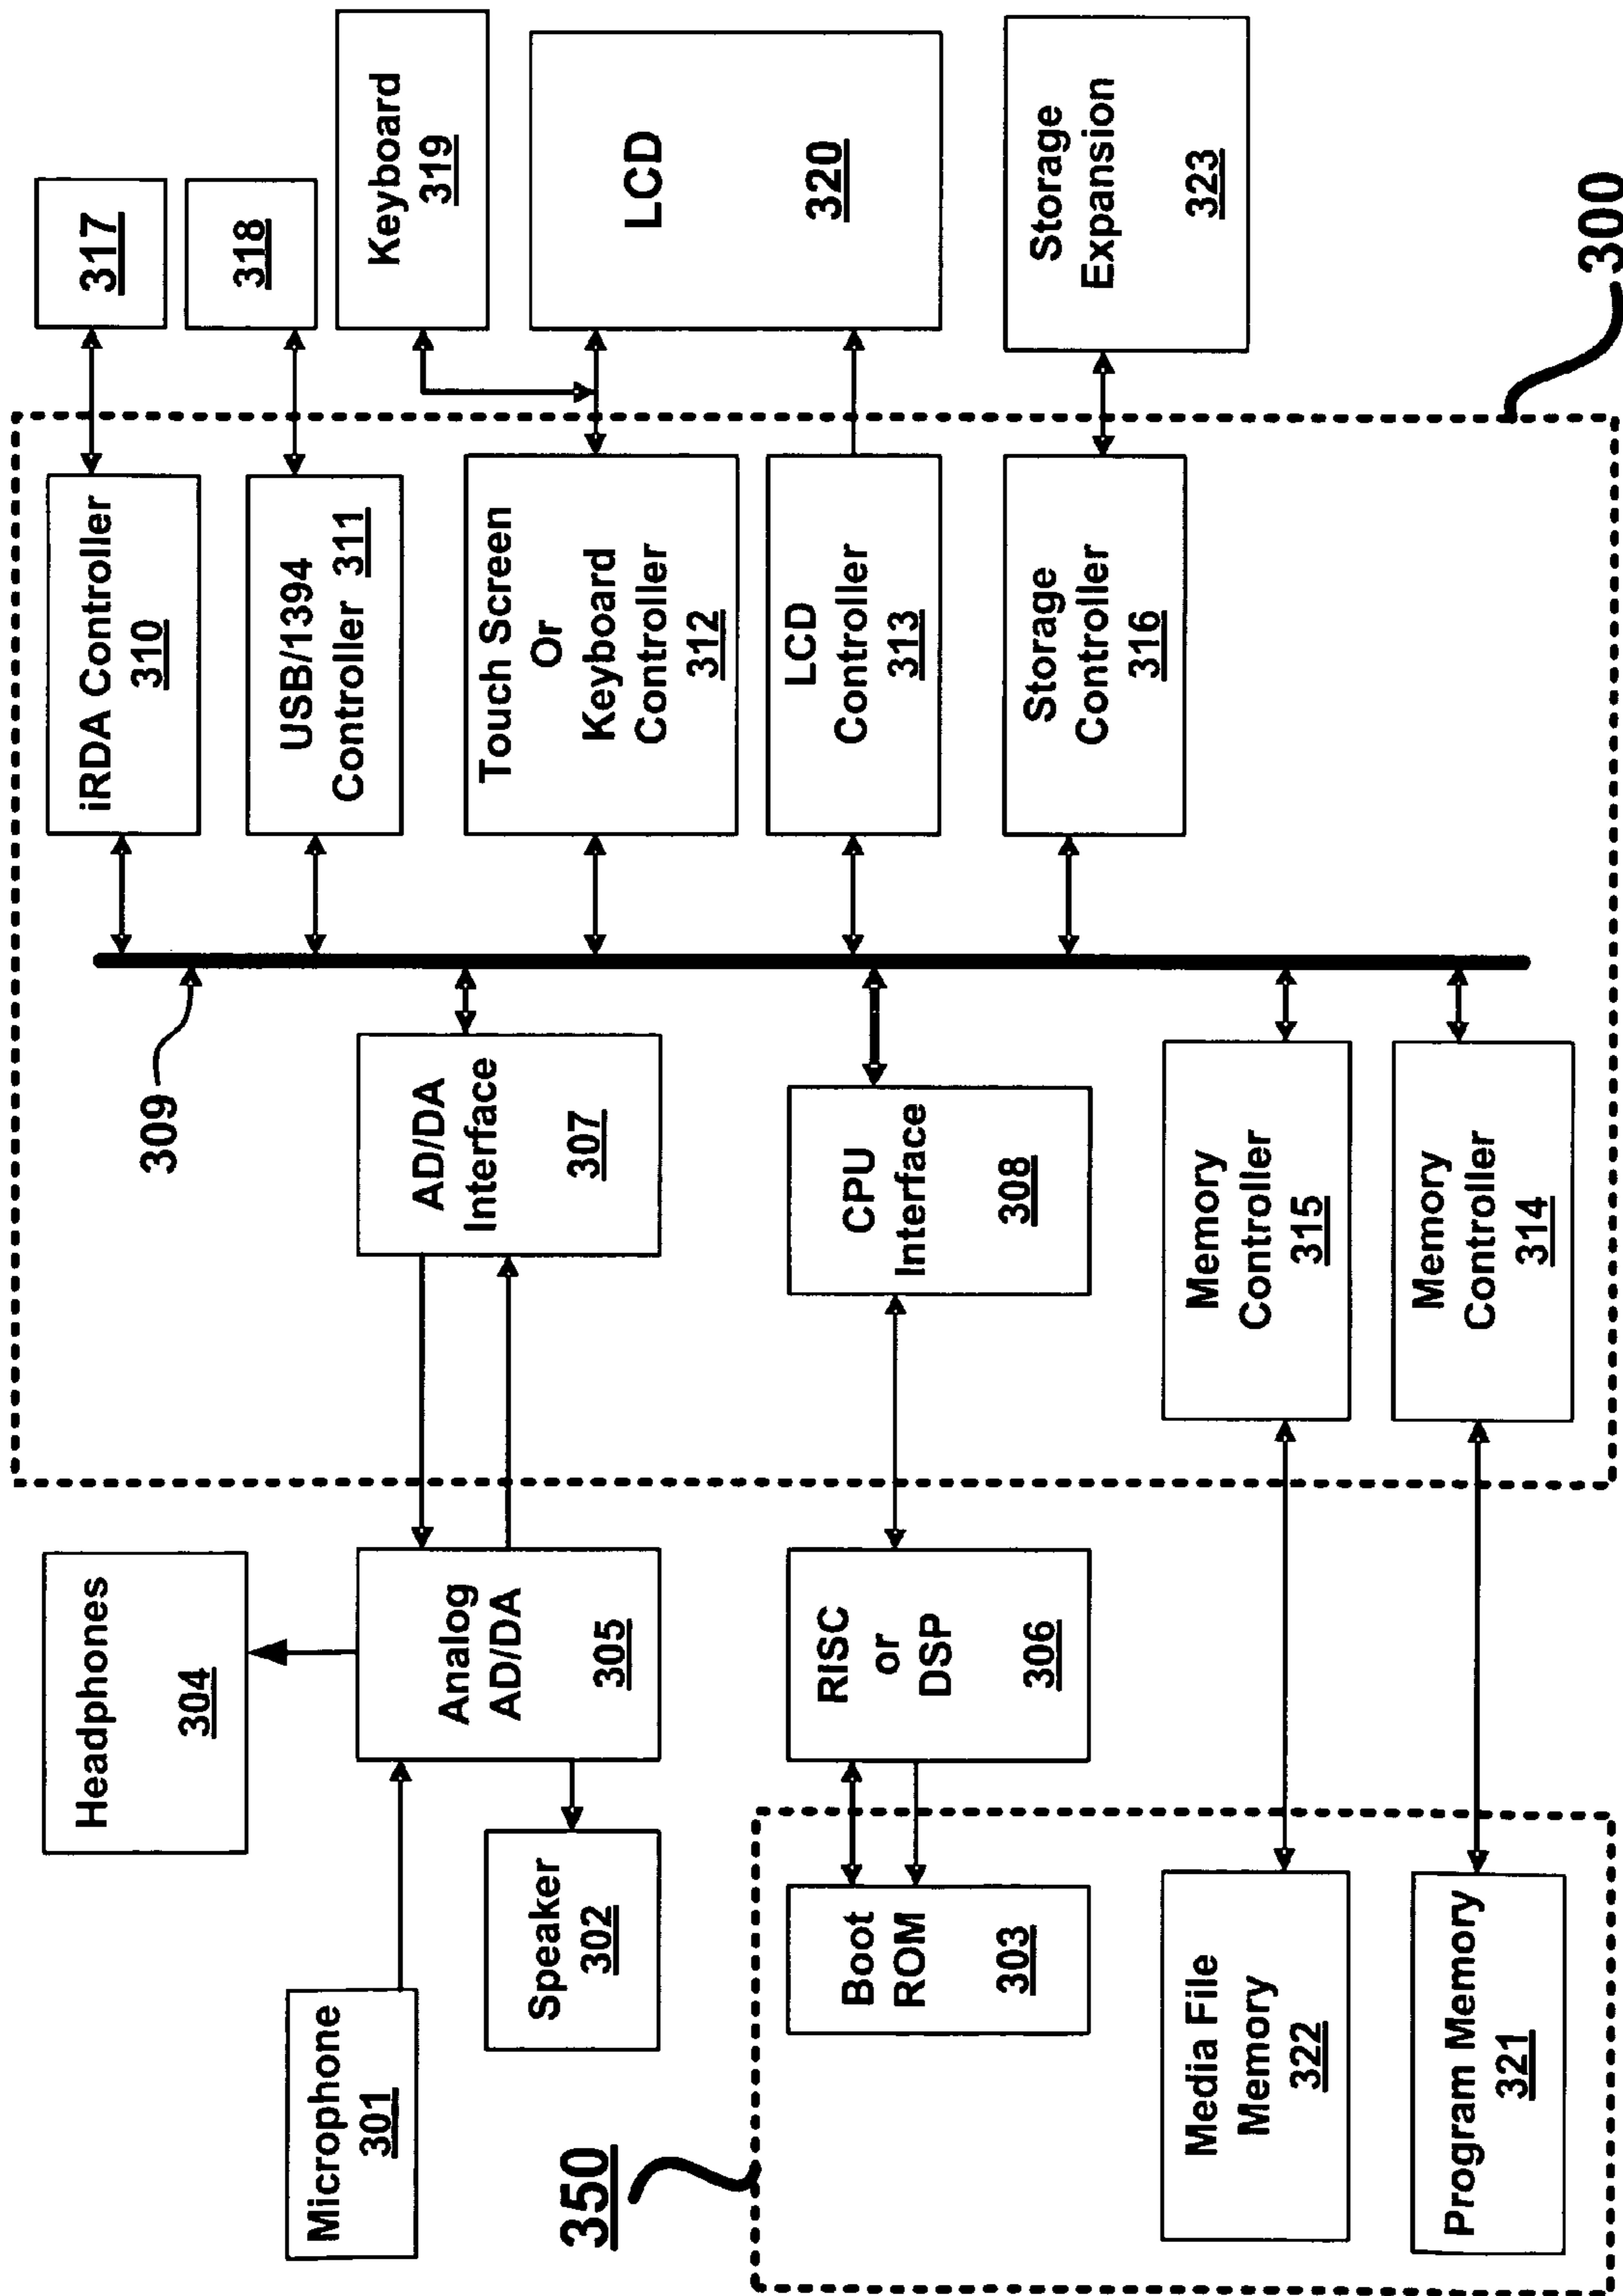 Microphone
301
Speaker
302
Headphones
304
350
Boot
ROM
303
Media File
Memory
322
Program Memory
321
Analog
AD/DA
305
RISC
or
DSP
306
309
AD/DA
Interface
307
CPU
Interface
308
Memory
Controller
315
Memory
Controller
314
iRDA Controller
310
USB/1394
Controller 311
Touch Screen
Or
Keyboard
Controller
312
LCD
Controller
313
Storage
Controller
316
317
318
Keyboard
319
LCD
320
Storage
Expansion
323
300